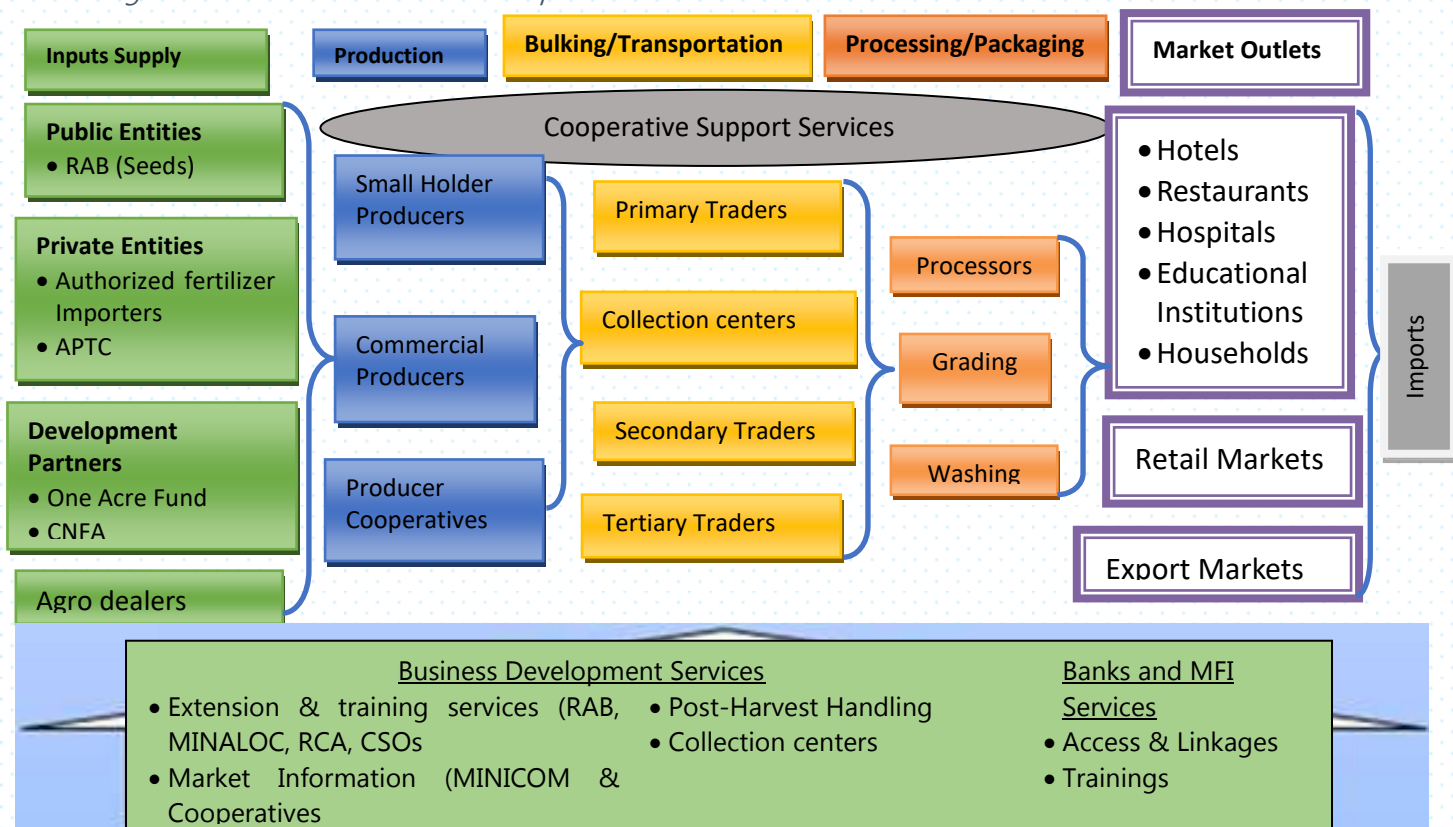 Inputs Supply
Production
Bulking/Transportation
Processing/Packaging
Market Outlets
Cooperative Support Services
Public Entities
• RAB (Seeds)
Private Entities
• Authorized fertilizer
Importers
• APTC
Development
Partners
• One Acre Fund
• CNFA
Agro dealers
Small Holder
Producers
Commercial
Producers
Producer
Cooperatives
Primary Traders
Collection centers
Secondary Traders
Tertiary Traders
Processors
Grading
Washing
• Hotels
• Restaurants
• Hospitals
• Educational
Institutions
• Households
Retail Markets
Export Markets
Imports
Business Development Services
• Extension & training services (RAB,
MINALOC, RCA, CSOs
• Market Information (MINICOM &
Cooperatives
• Post-Harvest Handling
• Collection centers
Banks and MFI
Services
• Access & Linkages
• Trainings